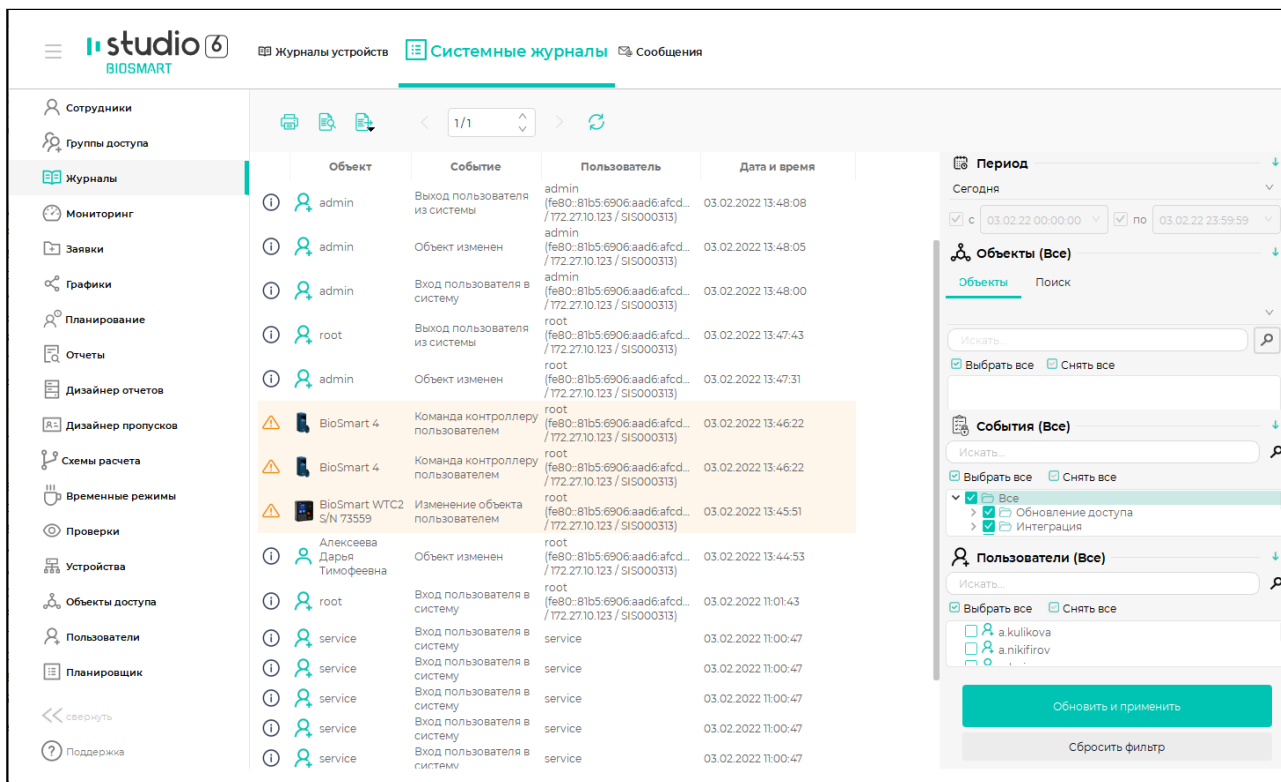 studio 6
BIOSMART
Журналы устройств
Системные журналы
Сообщения
Сотрудники
Группы доступа
Журналы
Мониторинг
Заявки
Графики
Планирование
Отчеты
Дизайнер отчетов
Дизайнер пропусков
Схемы расчета
Временные режимы
Проверки
Устройства
Объекты доступа
Пользователи
Планировщик
свернуть
Поддержка
1/1
Объект Событие Пользователь Дата и время
admin
Выход пользователя
из системы
admin
(fe80::81b5:6906:aad6:afcd...
/ 172.27.10.123 / SIS000313)
03.02.2022 13:48:08
admin
Объект изменен
admin
(fe80::81b5:6906:aad6:afcd...
/ 172.27.10.123 / SIS000313)
03.02.2022 13:48:05
admin
Вход пользователя в
систему
admin
(fe80::81b5:6906:aad6:afcd...
/ 172.27.10.123 / SIS000313)
03.02.2022 13:48:00
root
Выход пользователя
из системы
root
(fe80::81b5:6906:aad6:afcd...
/ 172.27.10.123 / SIS000313)
03.02.2022 13:47:43
admin
Объект изменен
root
(fe80::81b5:6906:aad6:afcd...
/ 172.27.10.123 / SIS000313)
03.02.2022 13:47:31
BioSmart 4
Команда контроллеру
пользователем
root
(fe80::81b5:6906:aad6:afcd...
/ 172.27.10.123 / SIS000313)
03.02.2022 13:46:22
BioSmart 4
Команда контроллеру
пользователем
root
(fe80::81b5:6906:aad6:afcd...
/ 172.27.10.123 / SIS000313)
03.02.2022 13:46:22
BioSmart WTC2
S/N 73559
Изменение объекта
пользователем
root
(fe80::81b5:6906:aad6:afcd...
/ 172.27.10.123 / SIS000313)
03.02.2022 13:45:51
Алексеева
Дарья
Тимофеевна
Объект изменен
root
(fe80::81b5:6906:aad6:afcd...
/ 172.27.10.123 / SIS000313)
03.02.2022 13:44:53
root
Вход пользователя в
систему
root
(fe80::81b5:6906:aad6:afcd...
/ 172.27.10.123 / SIS000313)
03.02.2022 11:01:43
service
Вход пользователя в
систему
service
03.02.2022 11:00:47
service
Вход пользователя в
систему
service
03.02.2022 11:00:47
service
Вход пользователя в
систему
service
03.02.2022 11:00:47
service
Вход пользователя в
систему
service
03.02.2022 11:00:47
service
Вход пользователя в
систему
service
03.02.2022 11:00:47
Период
Сегодня
с 03.02.22 00:00:00 по 03.02.22 23:59:59
Объекты (Все)
Объекты Поиск
Искать...
Выбрать все Снять все
События (Все)
Искать...
Выбрать все Снять все
Все
Обновление доступа
Интеграция
Пользователи (Все)
Искать...
Выбрать все Снять все
a.kulikova
a.nikifirov
Обновить и применить
Сбросить фильтр